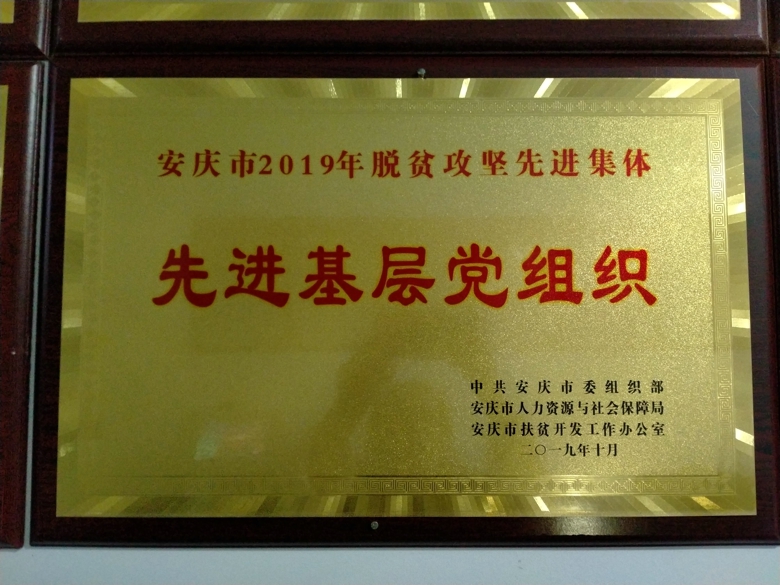 安庆市2019年脱贫攻坚先进集体
先进基层党组织
中共安庆市委组织部
安庆市人力资源与社会保障局
安庆市扶贫开发工作办公室
二〇一九年十月